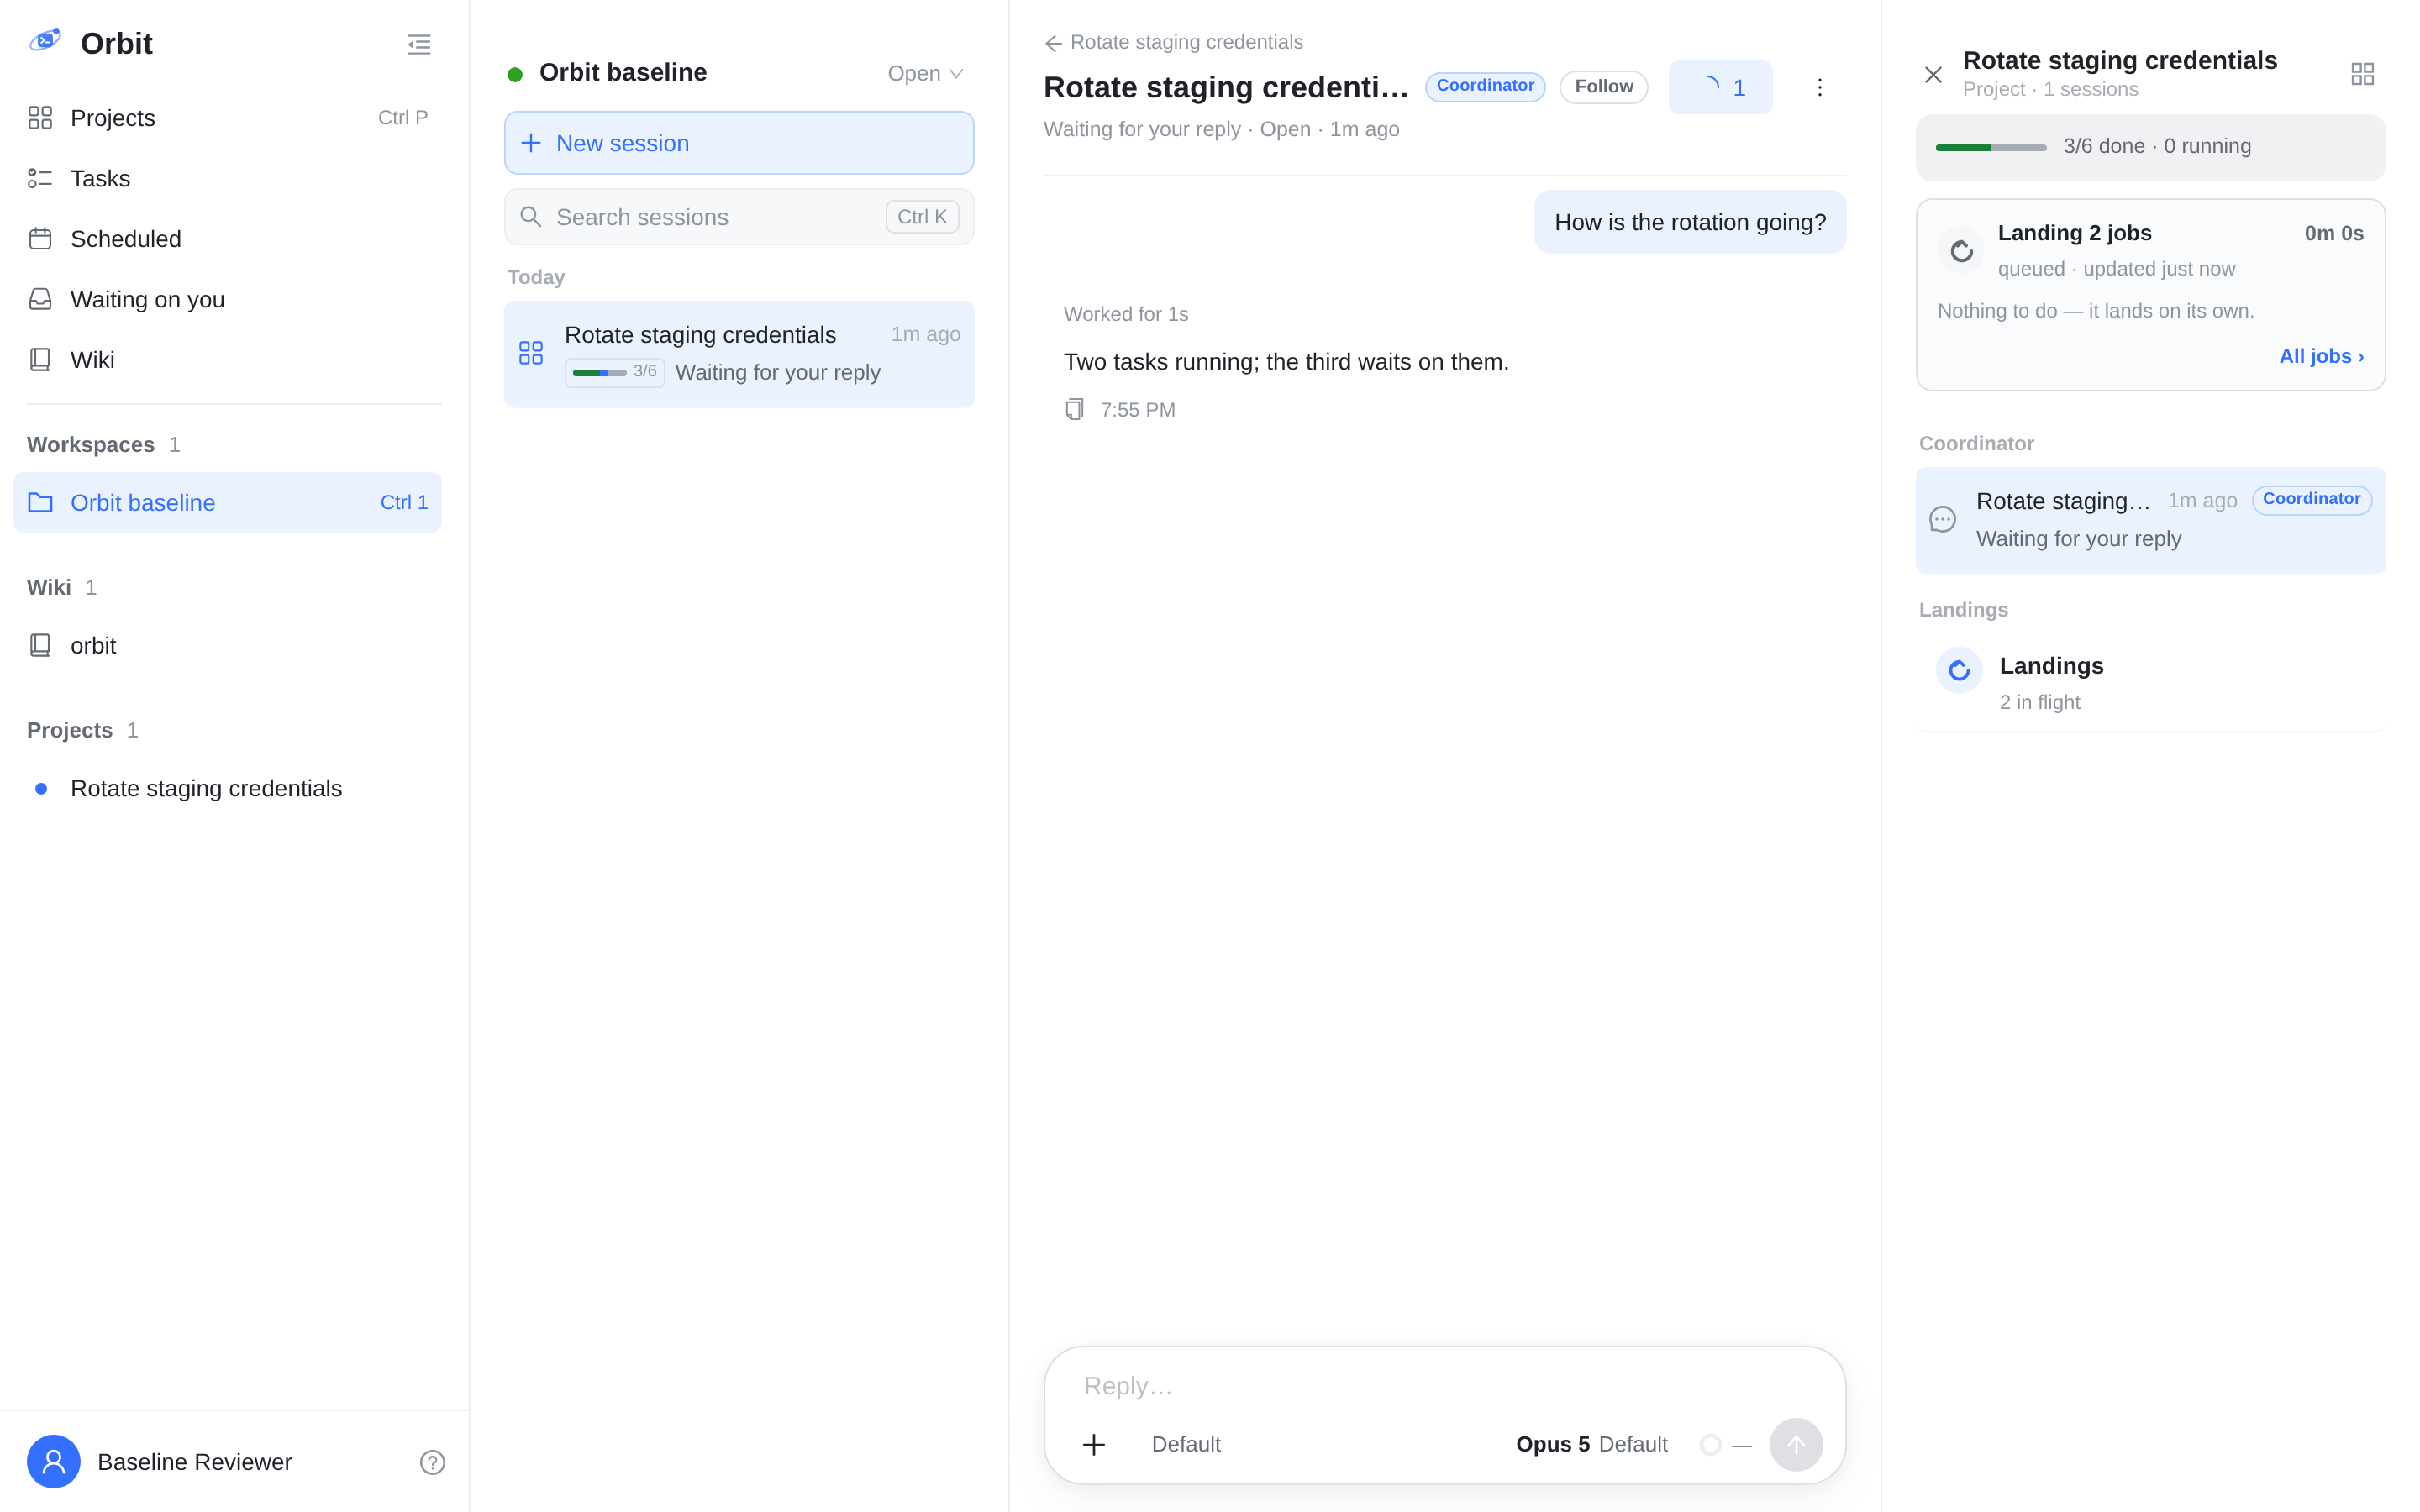 Orbit
Projects Ctrl P
Tasks
Scheduled
Waiting on you
Wiki
Workspaces 1
Orbit baseline Ctrl 1
Wiki 1
orbit
Projects 1
Rotate staging credentials
Baseline Reviewer
Orbit baseline Open
New session
Search sessions Ctrl K
Today
Rotate staging credentials 1m ago
3/6 Waiting for your reply
Rotate staging credentials
Rotate staging credenti… Coordinator Follow 1
Waiting for your reply · Open · 1m ago
How is the rotation going?
Worked for 1s
Two tasks running; the third waits on them.
7:55 PM
Reply…
Default Opus 5 Default —
Rotate staging credentials
Project · 1 sessions
3/6 done · 0 running
Landing 2 jobs 0m 0s
queued · updated just now
Nothing to do — it lands on its own.
All jobs ›
Coordinator
Rotate staging… 1m ago Coordinator
Waiting for your reply
Landings
Landings
2 in flight